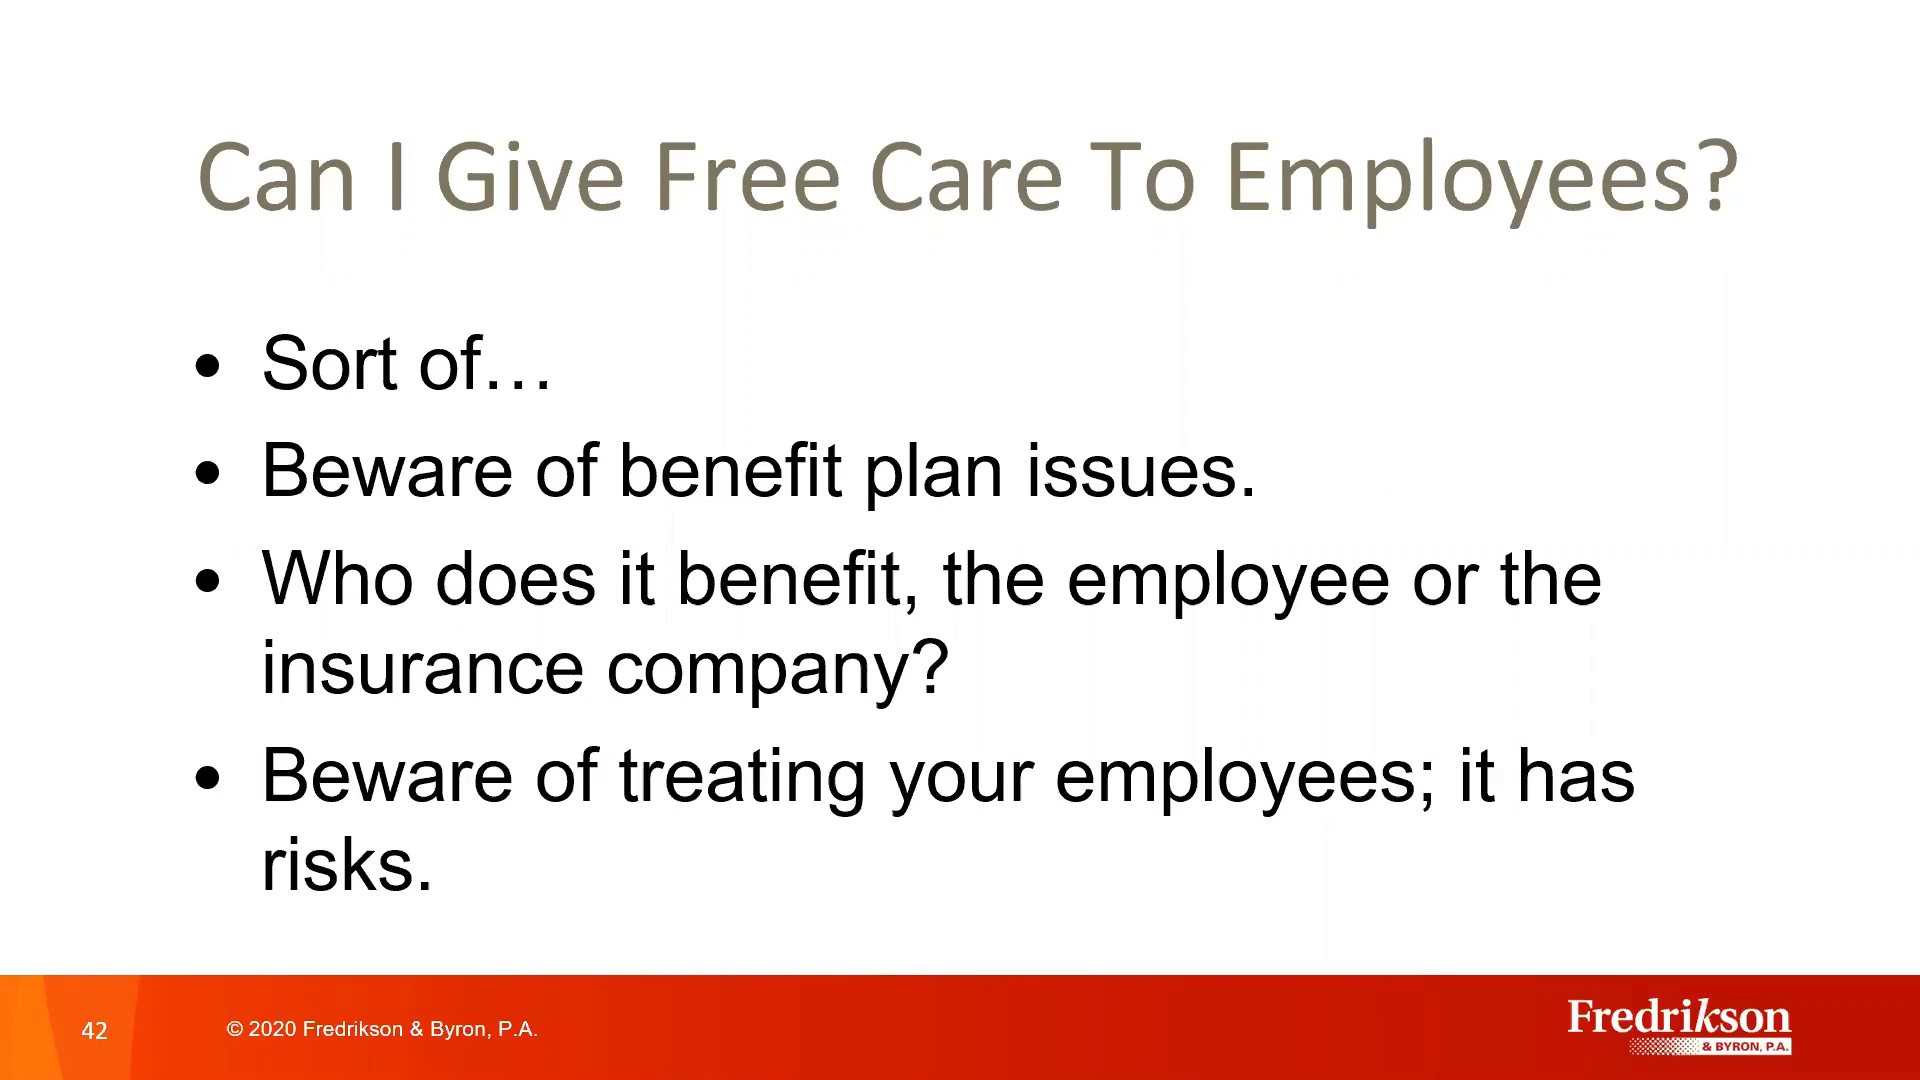 Can I Give Free Care To Employees?
• Sort of…
• Beware of benefit plan issues.
• Who does it benefit, the employee or the
insurance company?
• Beware of treating your employees; it has
risks.
42
© 2020 Fredrikson & Byron, P.A.
Fredrikson
& BYRON, P.A.